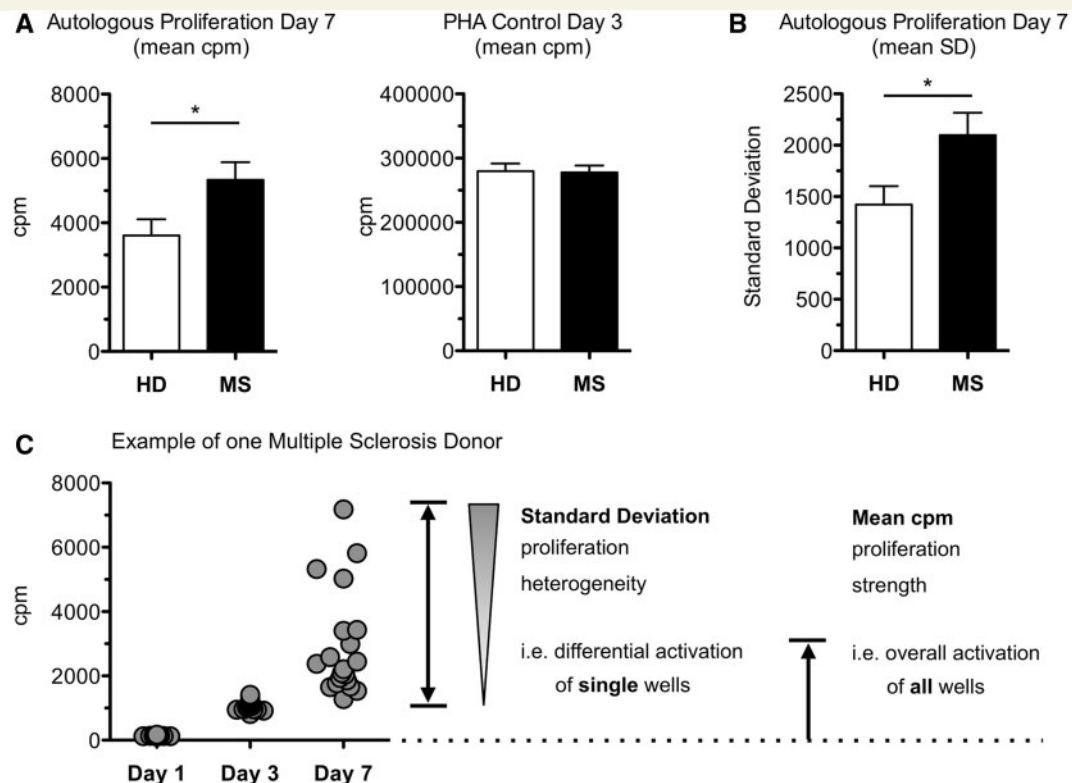 A
Autologous Proliferation Day 7
(mean cpm)
8000
6000
4000
2000
0
cpm
*
HD
MS
PHA Control Day 3
(mean cpm)
400000
300000
200000
100000
0
cpm
HD
MS
B
Autologous Proliferation Day 7
(mean SD)
2500
2000
1500
1000
500
0
Standard Deviation
*
HD
MS
C
Example of one Multiple Sclerosis Donor
8000
6000
4000
2000
0
cpm
Day 1
Day 3
Day 7
Standard Deviation
proliferation
heterogeneity
i.e. differential activation
of single wells
Mean cpm
proliferation
strength
i.e. overall activation
of all wells